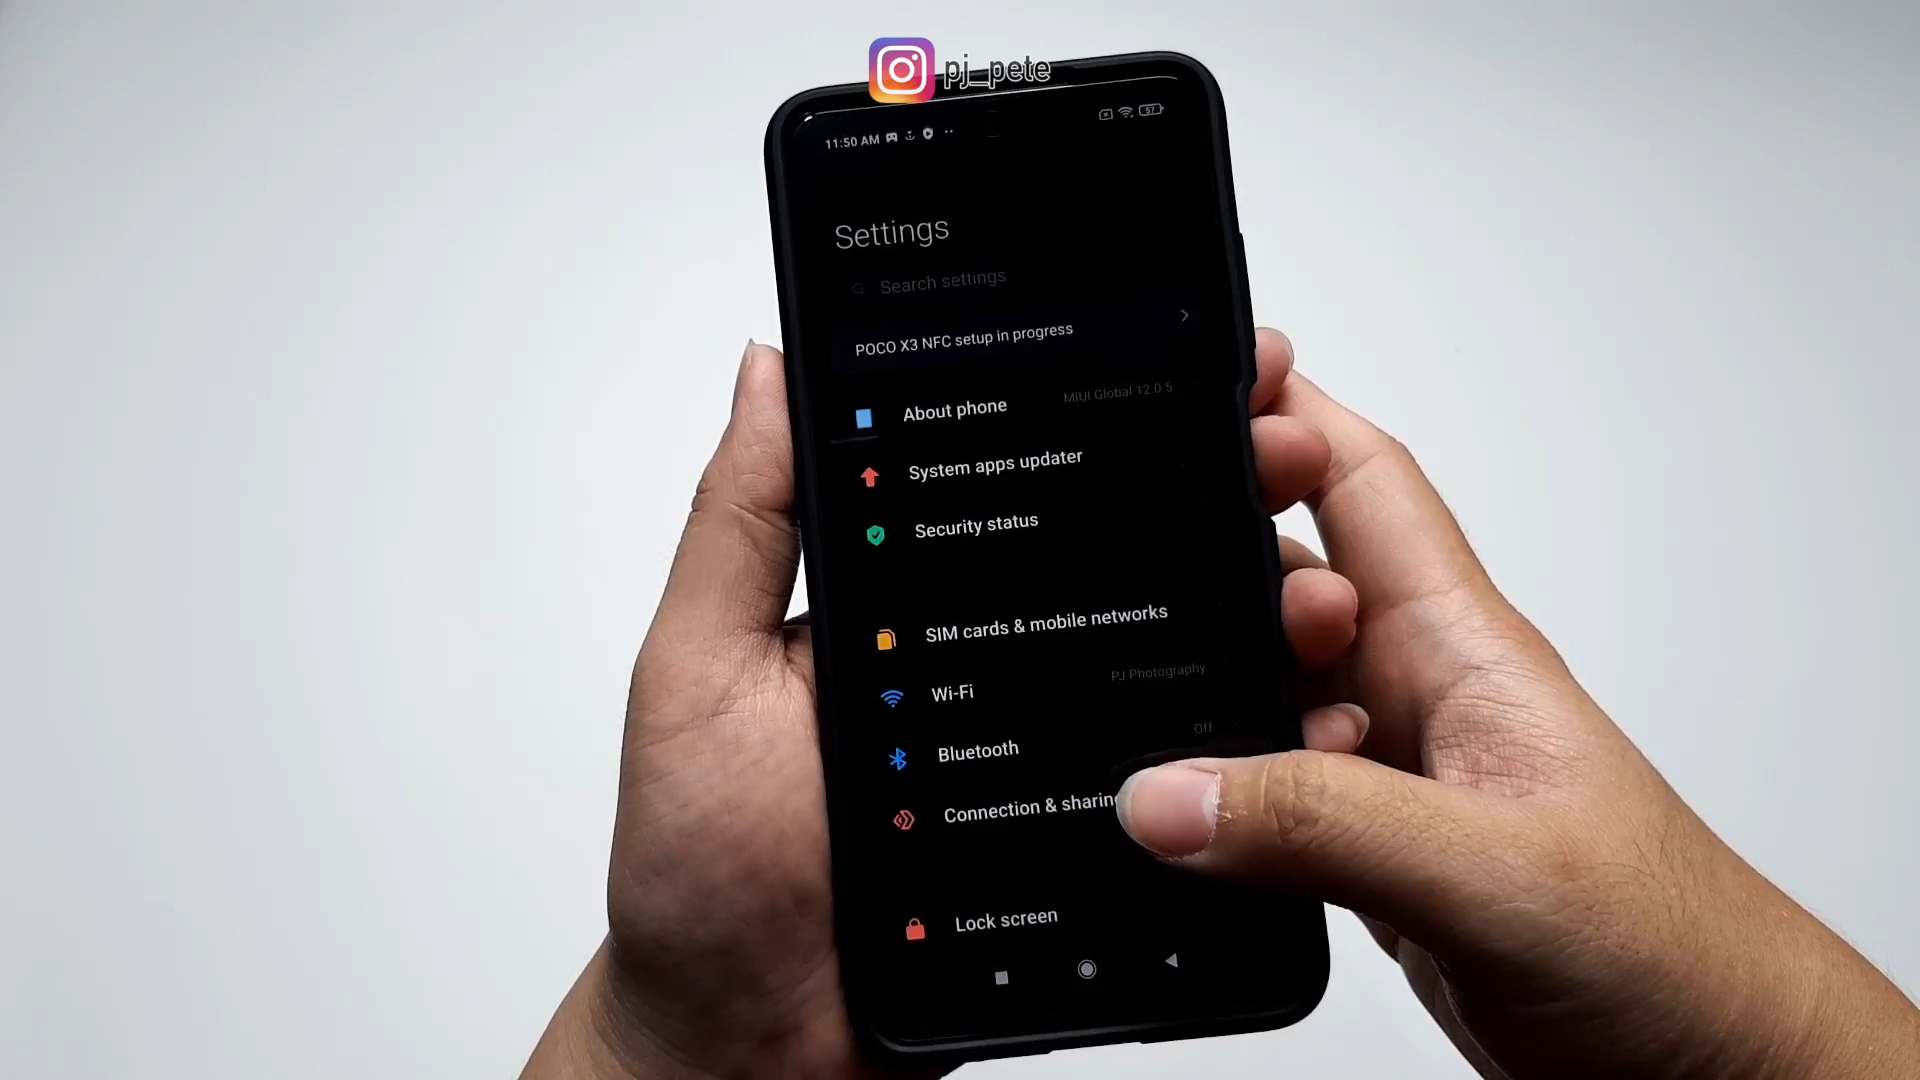 pj_pete
11:50 AM
57
Settings
Search settings
POCO X3 NFC setup in progress
About phone MIUI Global 12.0.5
System apps updater
Security status
SIM cards & mobile networks
Wi-Fi PJ Photography
Bluetooth Off
Connection & sharing
Lock screen